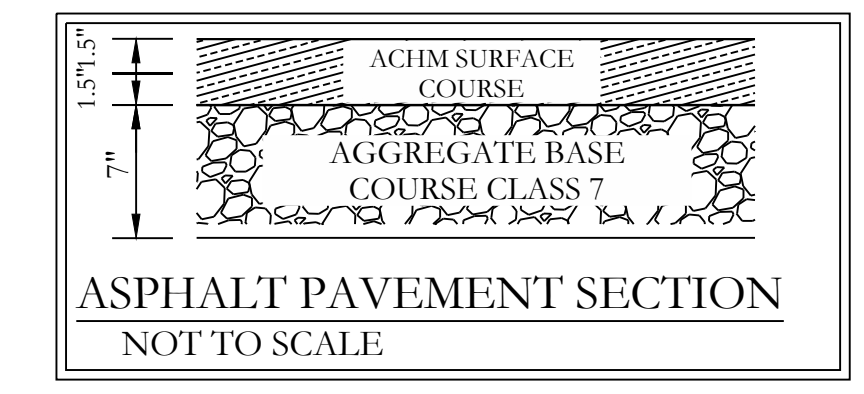 1.5"
1.5"
ACHM SURFACE
COURSE
7"
AGGREGATE BASE
COURSE CLASS 7
ASPHALT PAVEMENT SECTION
NOT TO SCALE